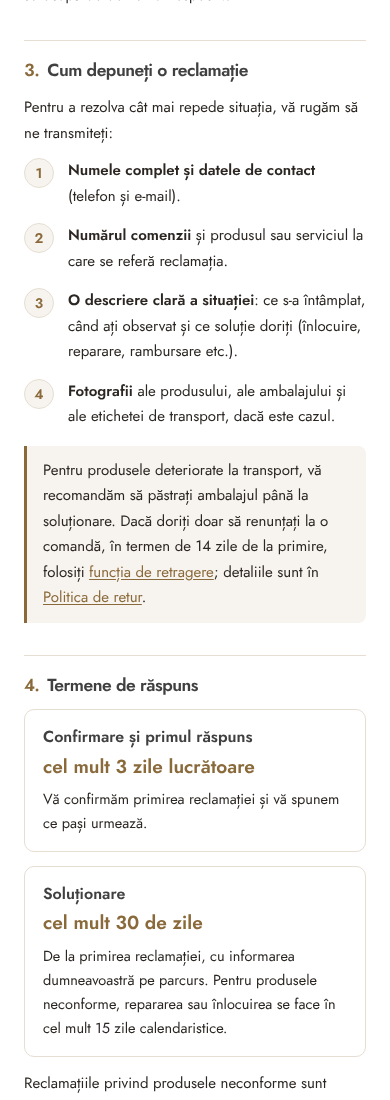 3. Cum depuneți o reclamație
Pentru a rezolva cât mai repede situația, vă rugăm să
ne transmiteți:
1 Numele complet și datele de contact
(telefon și e-mail).
2 Numărul comenzii și produsul sau serviciul la
care se referă reclamația.
3 O descriere clară a situației: ce s-a întâmplat,
când ați observat și ce soluție doriți (înlocuire,
reparare, rambursare etc.).
4 Fotografii ale produsului, ale ambalajului și
ale etichetei de transport, dacă este cazul.
Pentru produsele deteriorate la transport, vă
recomandăm să păstrați ambalajul până la
soluționare. Dacă doriți doar să renunțați la o
comandă, în termen de 14 zile de la primire,
folosiți funcția de retragere; detaliile sunt în
Politica de retur.
4. Termene de răspuns
Confirmare și primul răspuns
cel mult 3 zile lucrătoare
Vă confirmăm primirea reclamației și vă spunem
ce pași urmează.
Soluționare
cel mult 30 de zile
De la primirea reclamației, cu informarea
dumneavoastră pe parcurs. Pentru produsele
neconforme, repararea sau înlocuirea se face în
cel mult 15 zile calendaristice.
Reclamațiile privind produsele neconforme sunt